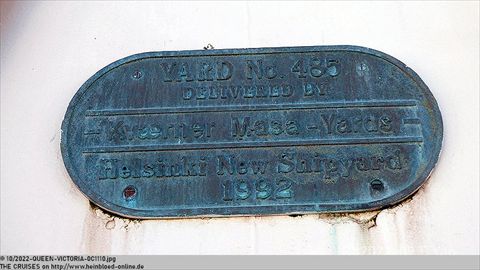 YARD No. 485
DELIVERED BY
Kvaerner Masa-Yards
Helsinki New Shipyard
1992
© 10/2022-QUEEN-VICTORIA-OC1110.jpg
THE CRUISES on http://www.heinbloed-online.de